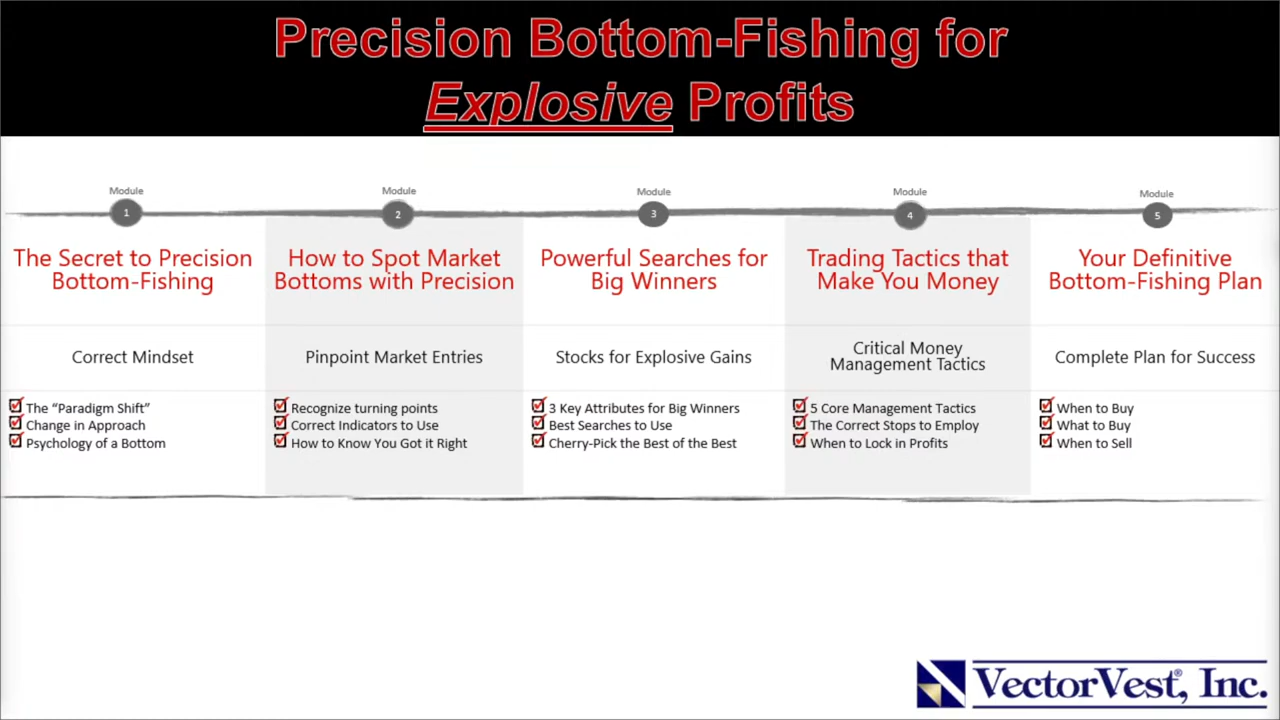 Precision Bottom-Fishing for
Explosive Profits
Module
1
The Secret to Precision
Bottom-Fishing
Correct Mindset
The “Paradigm Shift”
Change in Approach
Psychology of a Bottom
Module
2
How to Spot Market
Bottoms with Precision
Pinpoint Market Entries
Recognize turning points
Correct Indicators to Use
How to Know You Got it Right
Module
3
Powerful Searches for
Big Winners
Stocks for Explosive Gains
3 Key Attributes for Big Winners
Best Searches to Use
Cherry-Pick the Best of the Best
Module
4
Trading Tactics that
Make You Money
Critical Money
Management Tactics
5 Core Management Tactics
The Correct Stops to Employ
When to Lock in Profits
Module
5
Your Definitive
Bottom-Fishing Plan
Complete Plan for Success
When to Buy
What to Buy
When to Sell
VectorVest®, Inc.